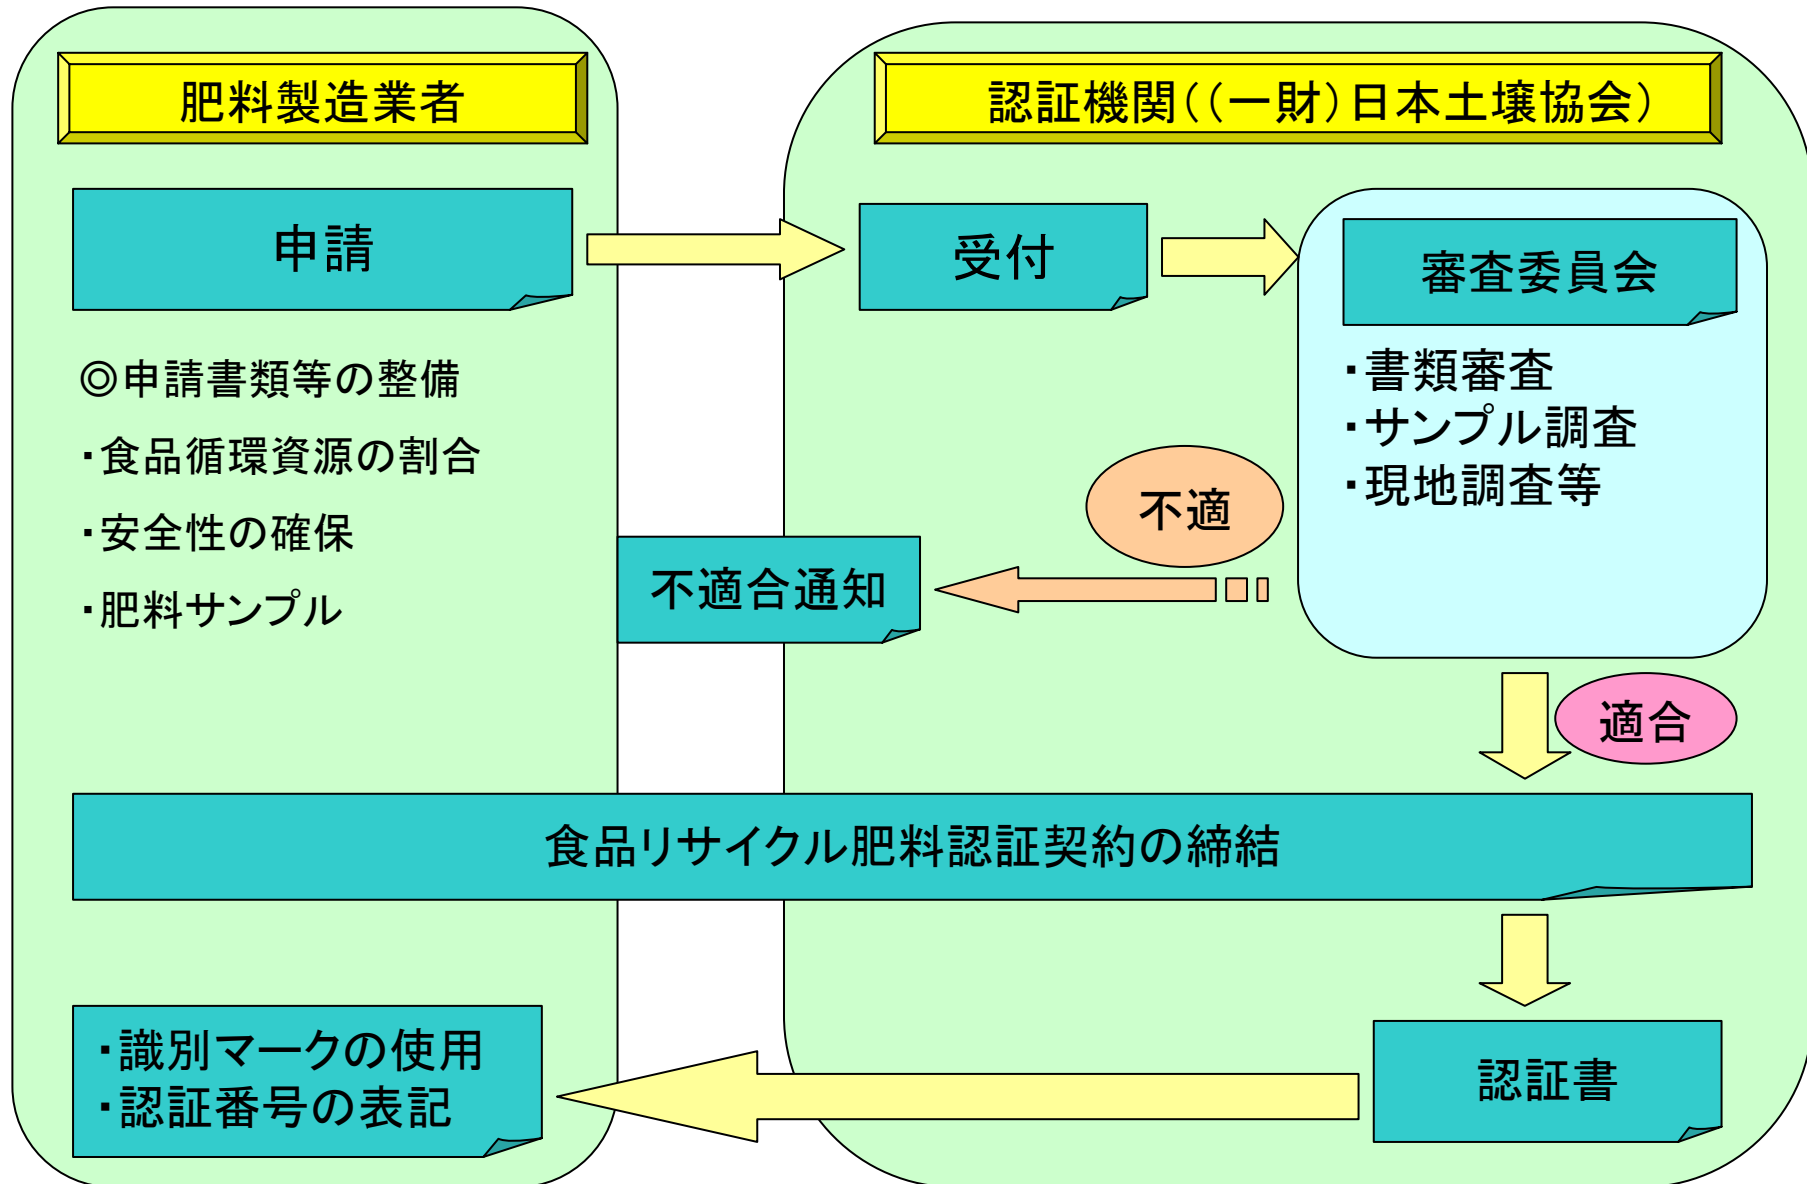 肥料製造業者
認証機関((一財)日本土壌協会)
申請
受付
審査委員会
◎申請書類等の整備
・食品循環資源の割合
・安全性の確保
・肥料サンプル
・書類審査
・サンプル調査
・現地調査等
不適
不適合通知
適合
食品リサイクル肥料認証契約の締結
・識別マークの使用
・認証番号の表記
認証書